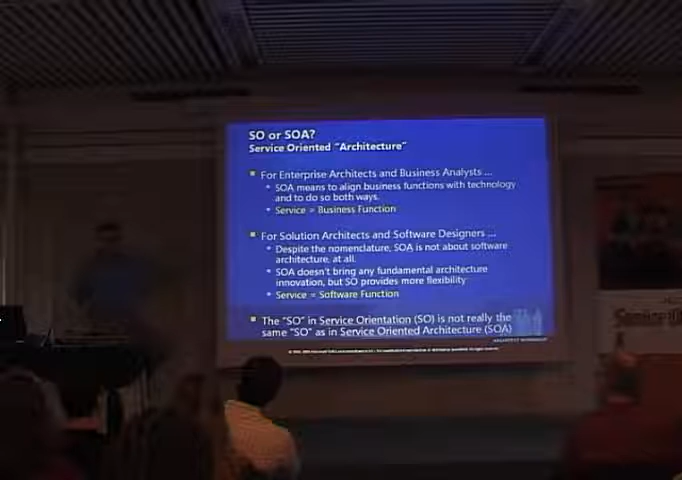 SO or SOA?
Service Oriented "Architecture"
For Enterprise Architects and Business Analysts ...
SOA means to align business functions with technology
and to do so both ways.
Service = Business Function
For Solution Architects and Software Designers ...
Despite the nomenclature, SOA is not about software
architecture, at all.
SOA doesn't bring any fundamental architecture
innovation, but SO provides more flexibility
Service = Software Function
The "SO" in Service Orientation (SO) is not really the
same "SO" as in Service Oriented Architecture (SOA)